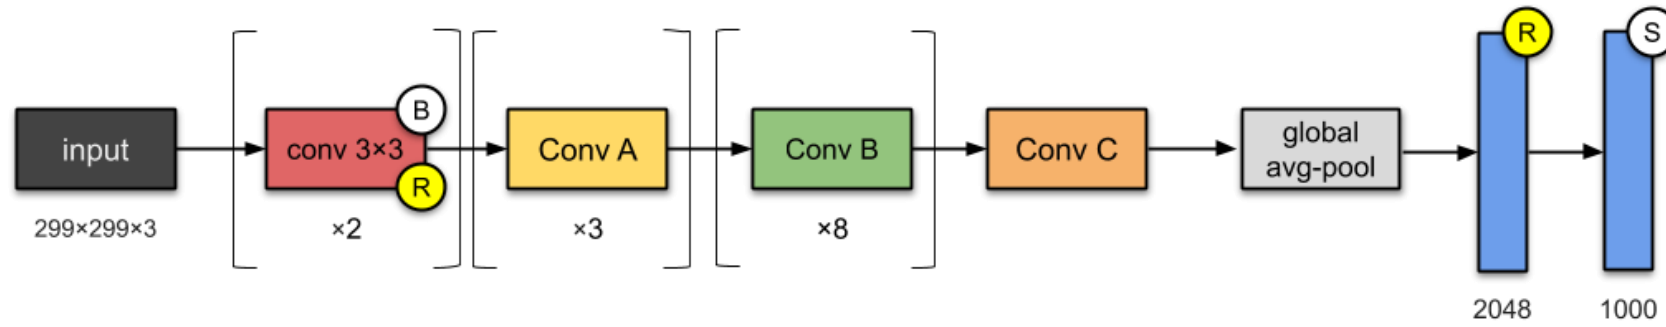 input
299×299×3
conv 3×3
B
R
×2
Conv A
×3
Conv B
×8
Conv C
global
avg-pool
R
2048
S
1000